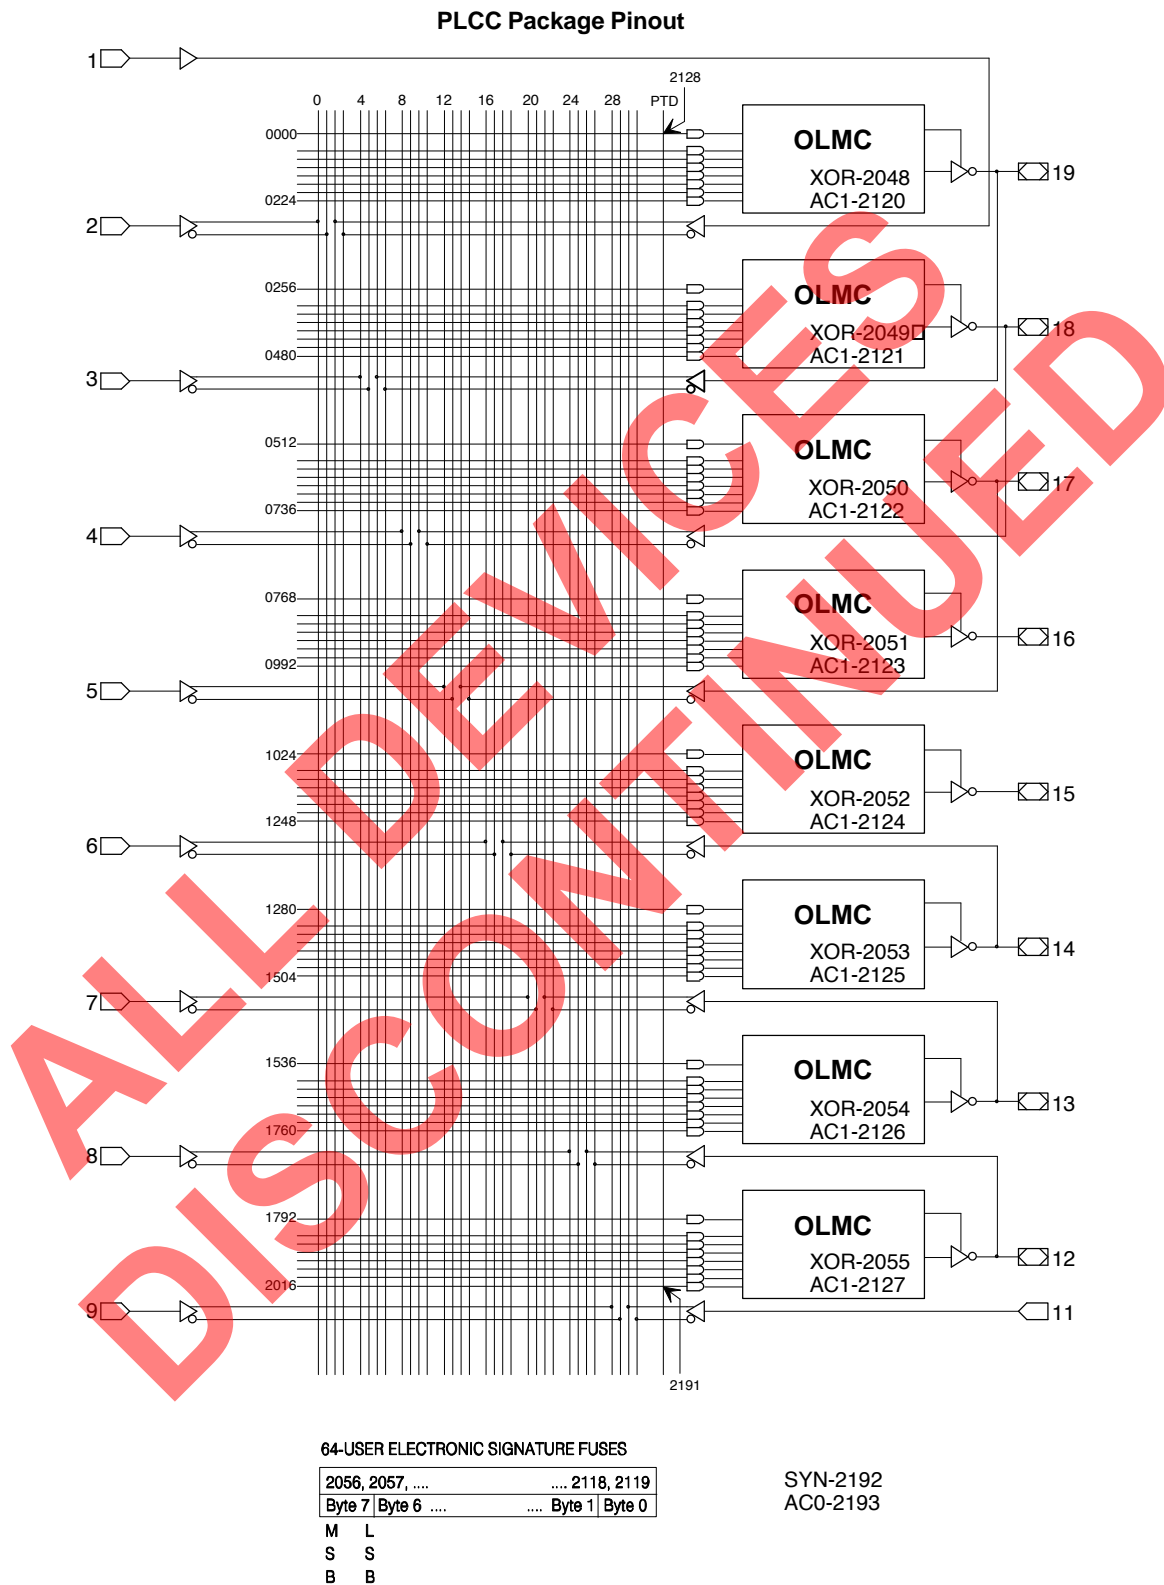 PLCC Package Pinout
1
2128
0 4 8 12 16 20 24 28 PTD
0000
OLMC
XOR-2048
AC1-2120
19
0224
2
0256
OLMC
XOR-2049
AC1-2121
18
0480
3
0512
OLMC
XOR-2050
AC1-2122
17
0736
4
0768
OLMC
XOR-2051
AC1-2123
16
0992
5
1024
OLMC
XOR-2052
AC1-2124
15
1248
6
1280
OLMC
XOR-2053
AC1-2125
14
1504
7
1536
OLMC
XOR-2054
AC1-2126
13
1760
8
1792
OLMC
XOR-2055
AC1-2127
12
2016
9
11
2191
ALL DEVICES
DISCONTINUED
64-USER ELECTRONIC SIGNATURE FUSES
2056, 2057, .... .... 2118, 2119
Byte 7 Byte 6 .... .... Byte 1 Byte 0
M L
S S
B B
SYN-2192
AC0-2193